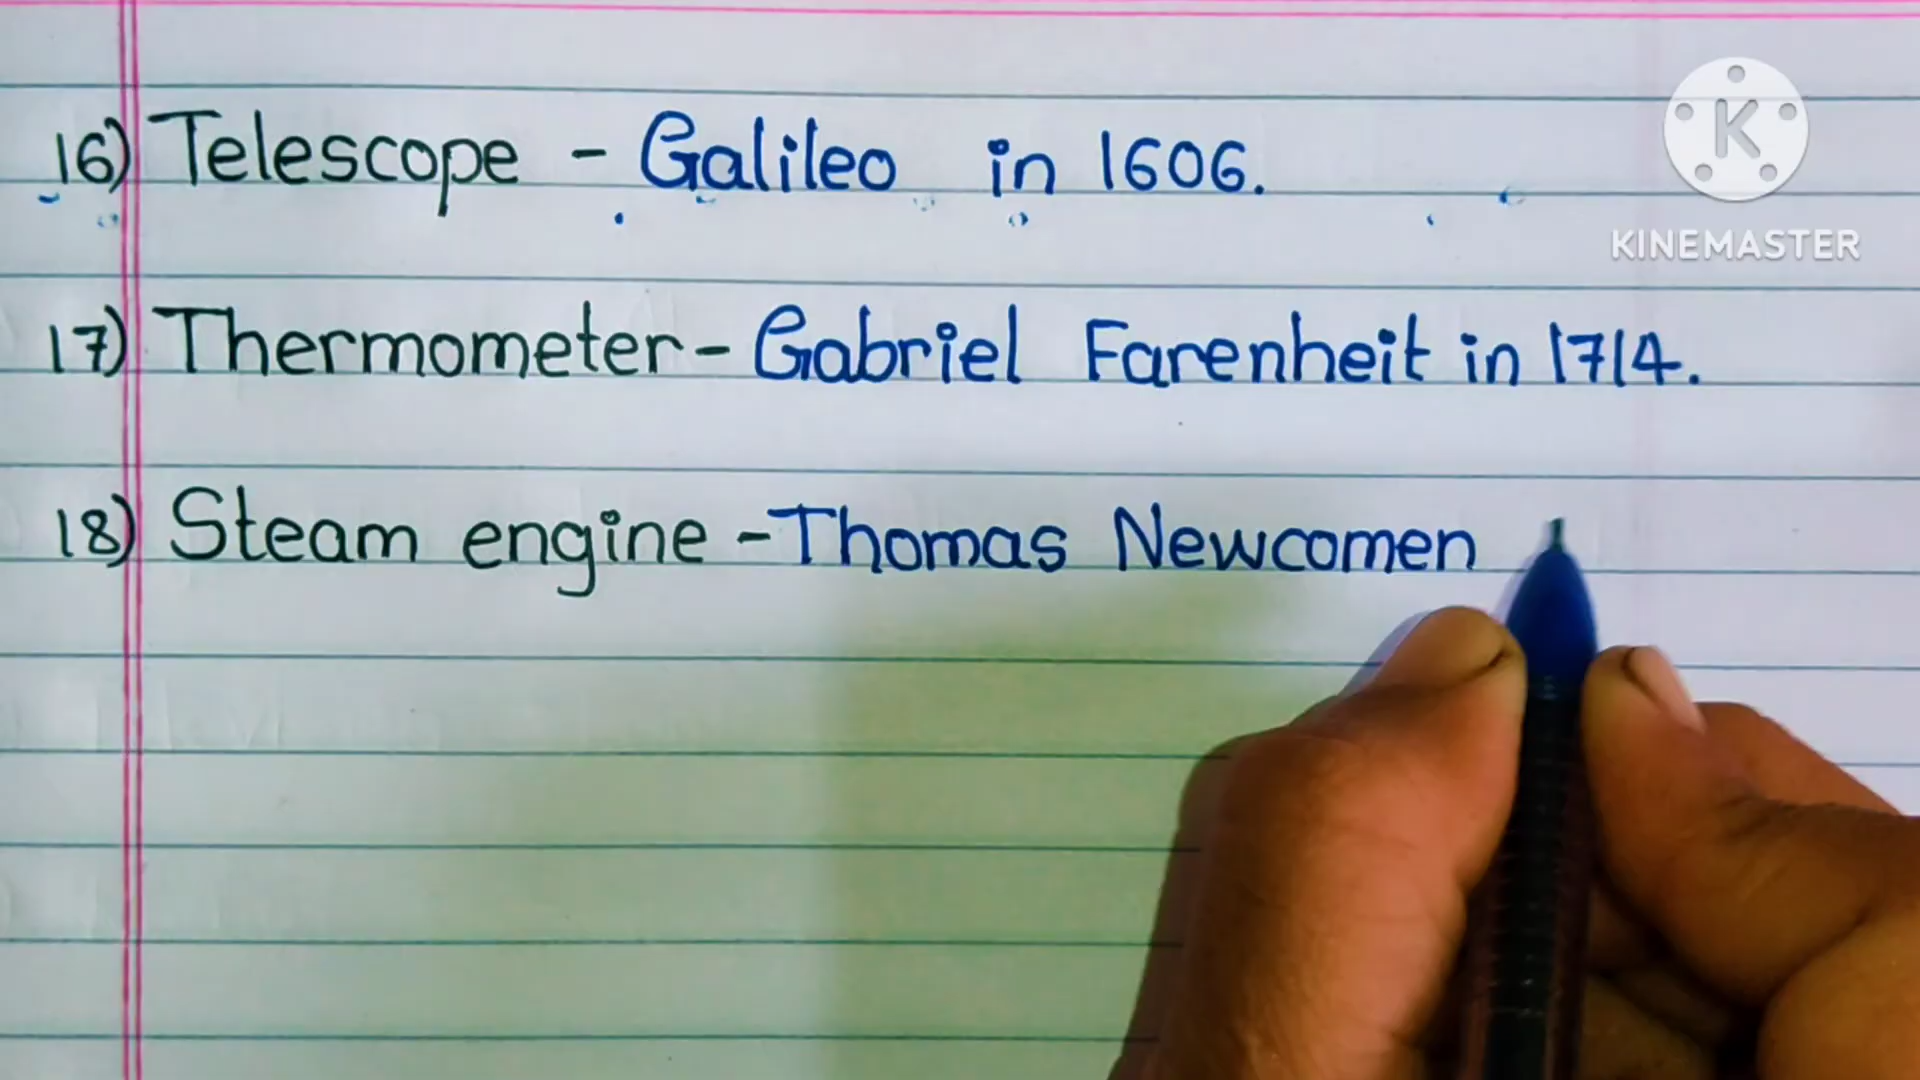 16) Telescope - Galileo in 1606.
K
KINEMASTER
17) Thermometer - Gabriel Farenheit in 1714.
18) Steam engine - Thomas Newcomen